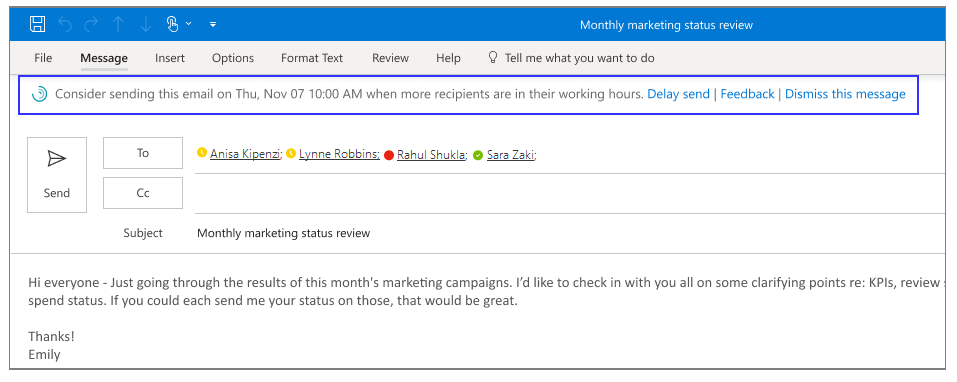 Monthly marketing status review
File Message Insert Options Format Text Review Help Tell me what you want to do
Consider sending this email on Thu, Nov 07 10:00 AM when more recipients are in their working hours. Delay send | Feedback | Dismiss this message
To Anisa Kipenzi; Lynne Robbins; Rahul Shukla; Sara Zaki;
Send Cc
Subject Monthly marketing status review
Hi everyone - Just going through the results of this month's marketing campaigns. I'd like to check in with you all on some clarifying points re: KPIs, review
spend status. If you could each send me your status on those, that would be great.
Thanks!
Emily